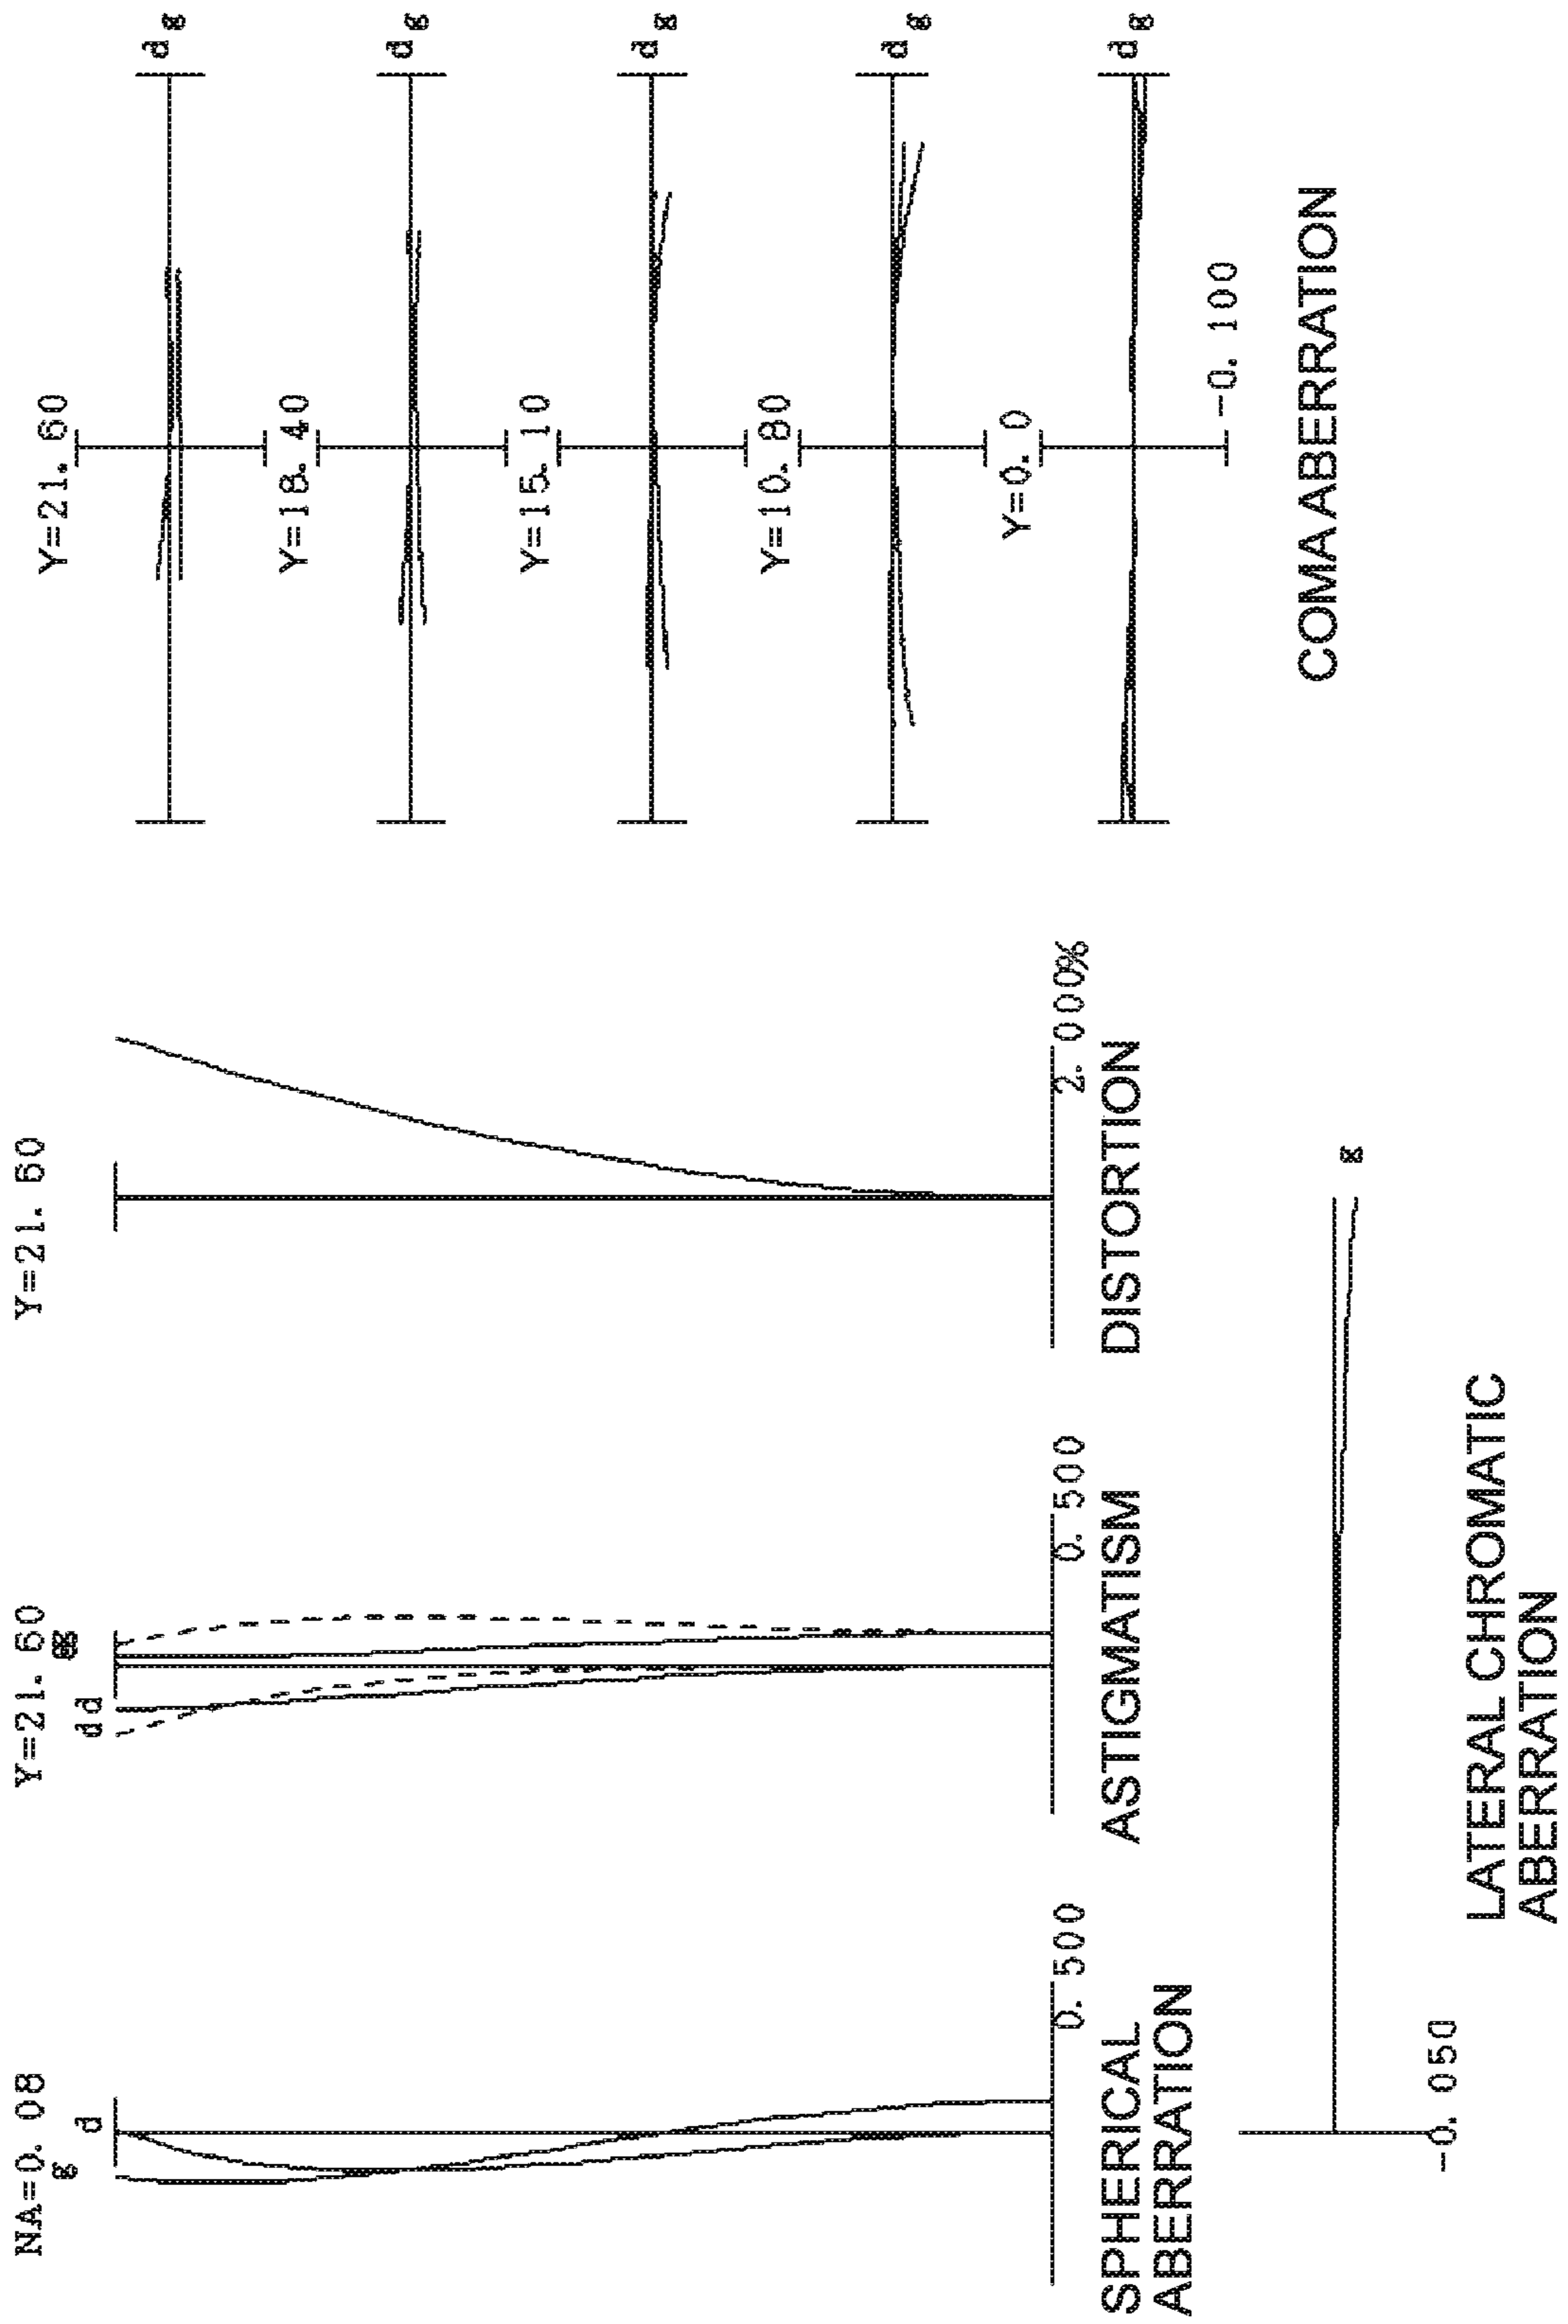 NA=0. 08
g d
0. 500
SPHERICAL
ABERRATION
Y=21. 60
d d g g
0. 500
ASTIGMATISM
Y=21. 60
2. 000%
DISTORTION
Y=21. 60
d
g
Y=18. 40
d
g
Y=15. 10
d
g
Y=10. 80
d
g
Y=0. 0
d
g
-0. 100
COMA ABERRATION
g
-0. 050
LATERAL CHROMATIC
ABERRATION